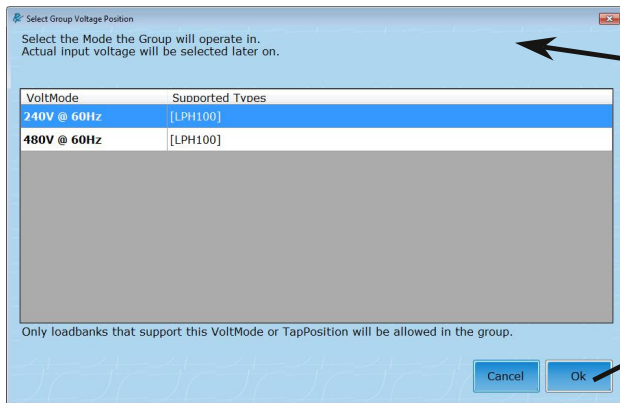 Select Group Voltage Position
Select the Mode the Group will operate in.
Actual input voltage will be selected later on.
VoltMode Supported Types
240V @ 60Hz [LPH100]
480V @ 60Hz [LPH100]
Only loadbanks that support this VoltMode or TapPosition will be allowed in the group.
Cancel Ok